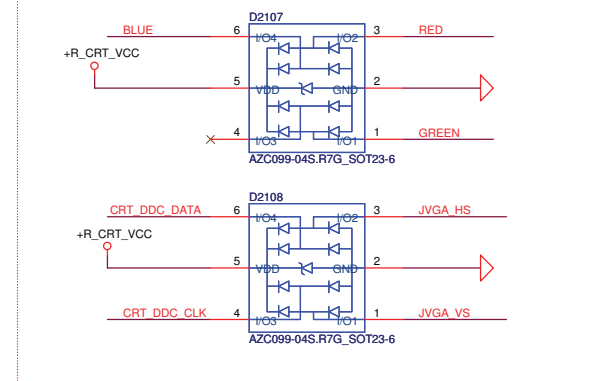 D2107
BLUE 6 I/O4 I/O2 3 RED
+R_CRT_VCC
5 VDD GND 2
4 I/O3 I/O1 1 GREEN
AZC099-04S.R7G_SOT23-6
D2108
CRT_DDC_DATA 6 I/O4 I/O2 3 JVGA_HS
+R_CRT_VCC
5 VDD GND 2
CRT_DDC_CLK 4 I/O3 I/O1 1 JVGA_VS
AZC099-04S.R7G_SOT23-6